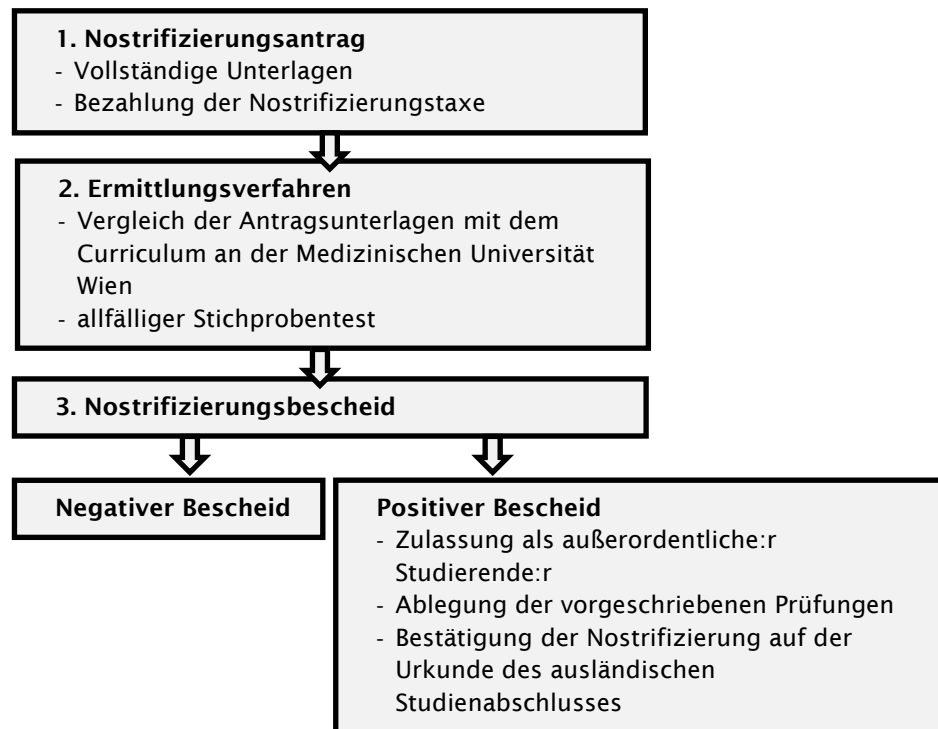 1. Nostrifizierungsantrag
- Vollständige Unterlagen
- Bezahlung der Nostrifizierungstaxe
2. Ermittlungsverfahren
- Vergleich der Antragsunterlagen mit dem
Curriculum an der Medizinischen Universität
Wien
- allfälliger Stichprobentest
3. Nostrifizierungsbescheid
Negativer Bescheid
Positiver Bescheid
- Zulassung als außerordentliche:r
Studierende:r
- Ablegung der vorgeschriebenen Prüfungen
- Bestätigung der Nostrifizierung auf der
Urkunde des ausländischen
Studienabschlusses